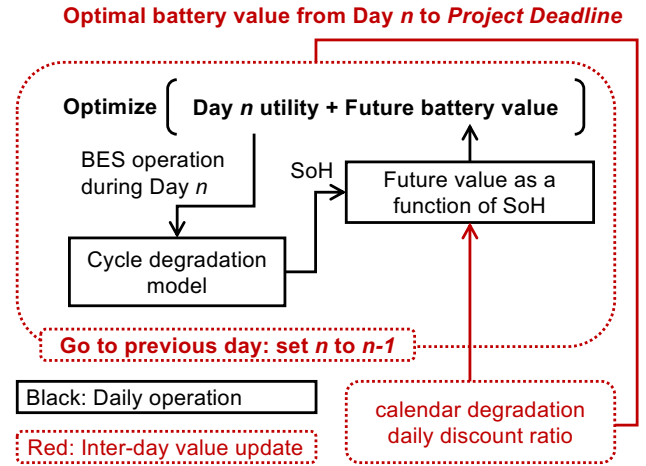 Optimal battery value from Day n to Project Deadline
Optimize Day n utility + Future battery value
BES operation
during Day n
SoH
Future value as a
function of SoH
Cycle degradation
model
Go to previous day: set n to n-1
Black: Daily operation
calendar degradation
daily discount ratio
Red: Inter-day value update